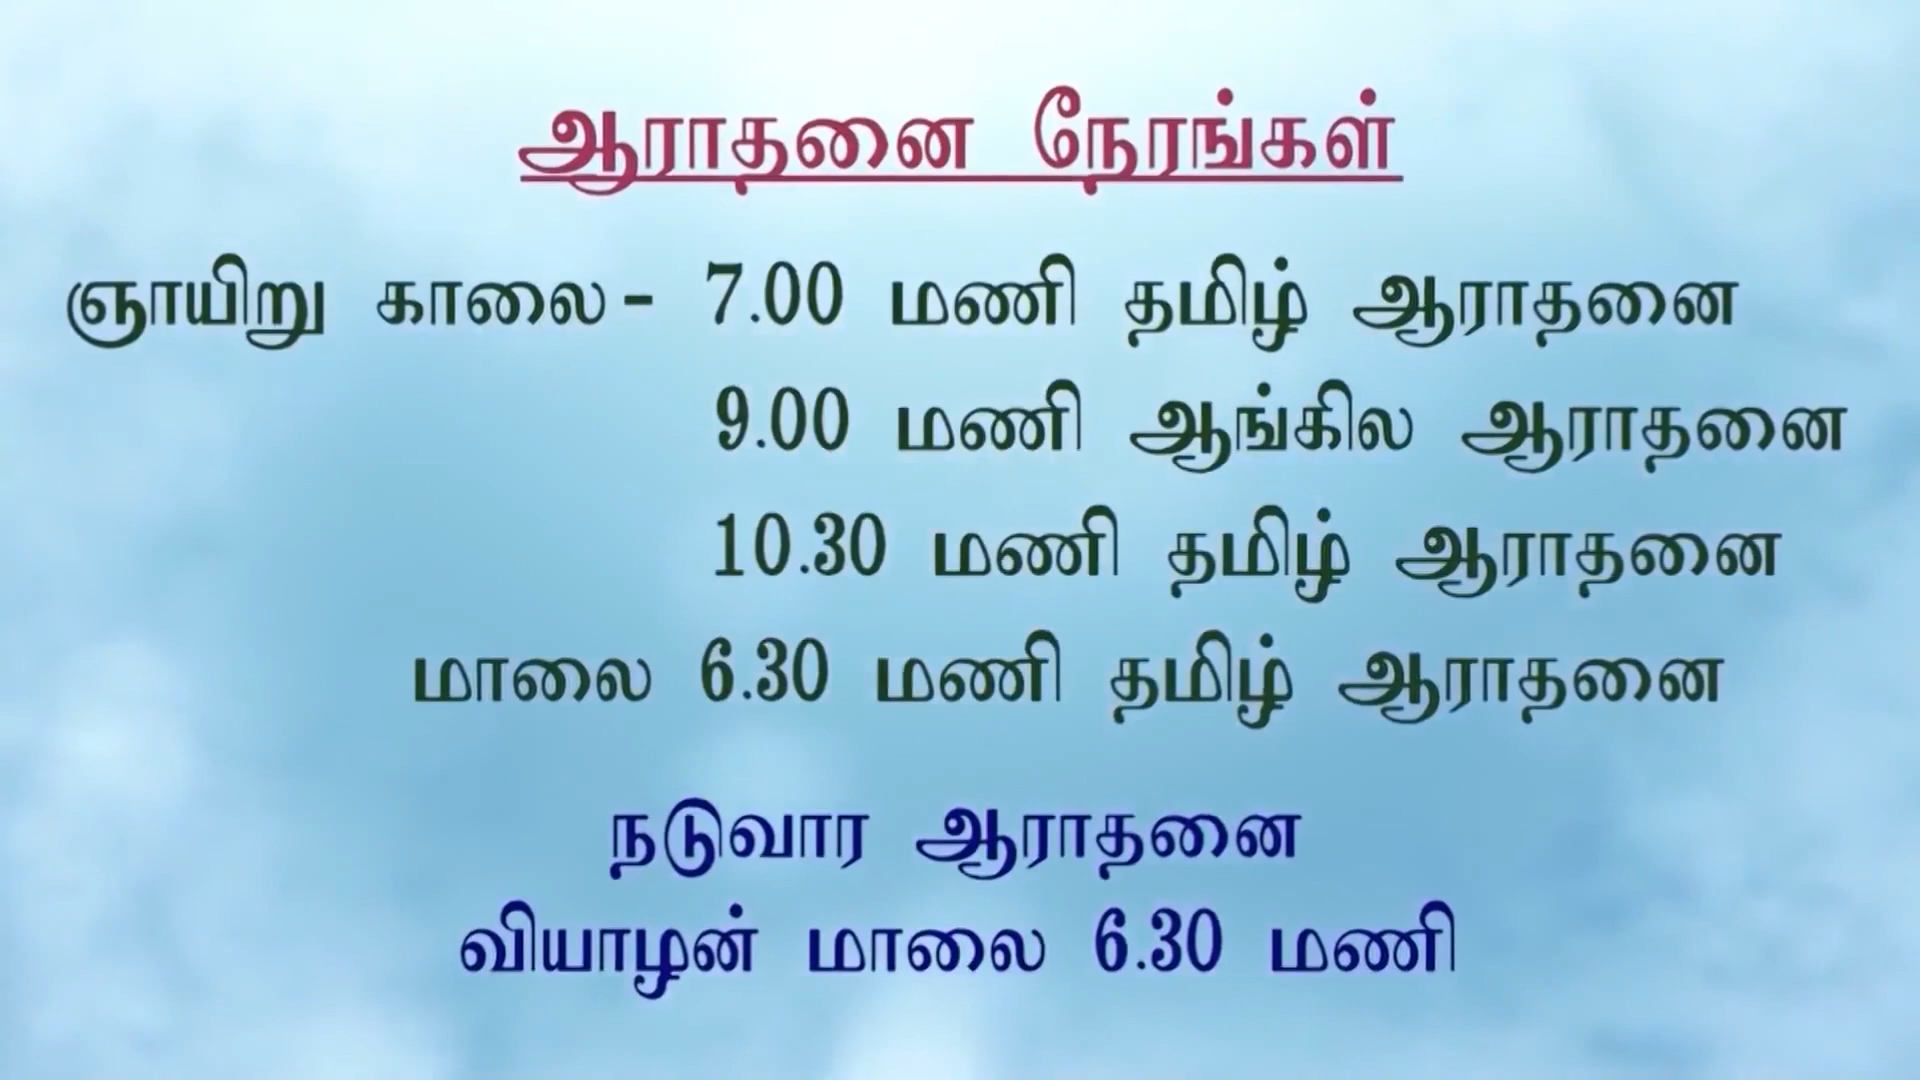 ஆராதனை நேரங்கள்
ஞாயிறு காலை - 7.00 மணி தமிழ் ஆராதனை
9.00 மணி ஆங்கில ஆராதனை
10.30 மணி தமிழ் ஆராதனை
மாலை 6.30 மணி தமிழ் ஆராதனை
நடுவார ஆராதனை
வியாழன் மாலை 6.30 மணி